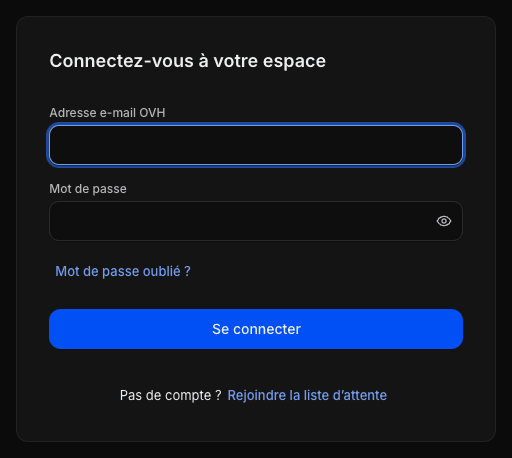 Connectez-vous à votre espace
Adresse e-mail OVH
Mot de passe
Mot de passe oublié ?
Se connecter
Pas de compte ? Rejoindre la liste d’attente